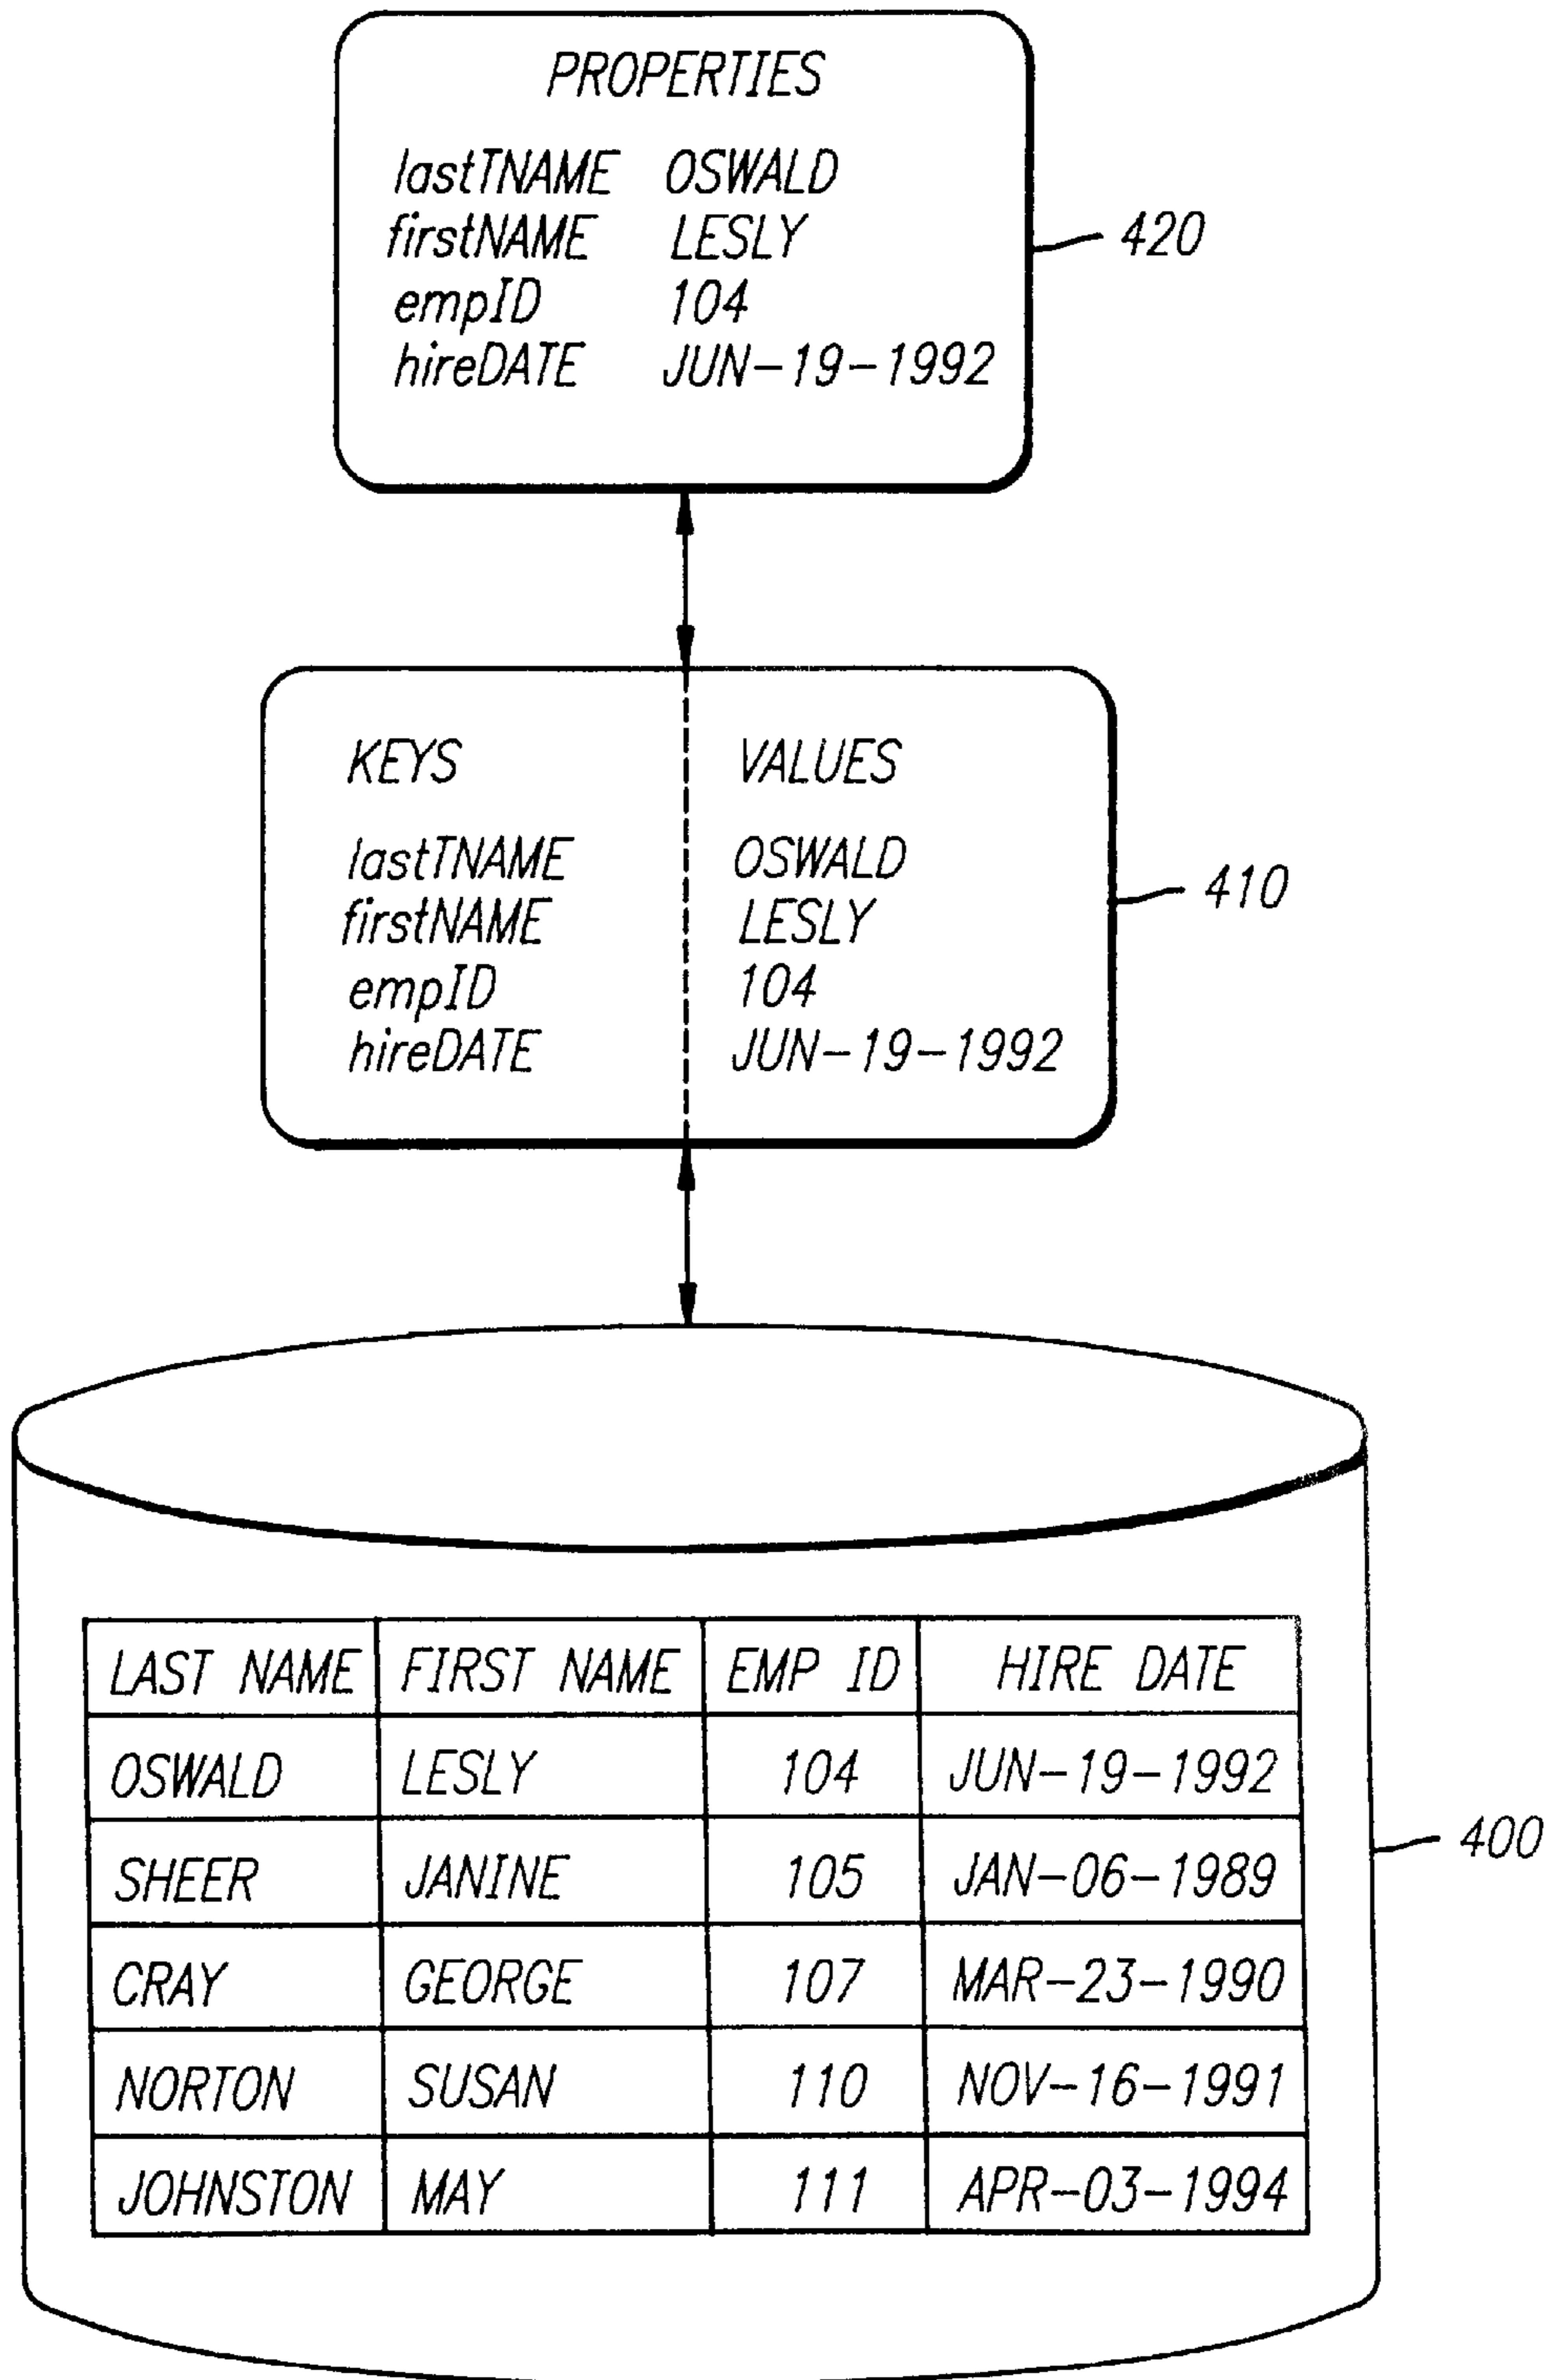 PROPERTIES
lastTNAME OSWALD
firstNAME LESLY
empID 104
hireDATE JUN-19-1992
420
KEYS VALUES
lastTNAME OSWALD
firstNAME LESLY
empID 104
hireDATE JUN-19-1992
410
LAST NAME FIRST NAME EMP ID HIRE DATE
OSWALD LESLY 104 JUN-19-1992
SHEER JANINE 105 JAN-06-1989
CRAY GEORGE 107 MAR-23-1990
NORTON SUSAN 110 NOV-16-1991
JOHNSTON MAY 111 APR-03-1994
400